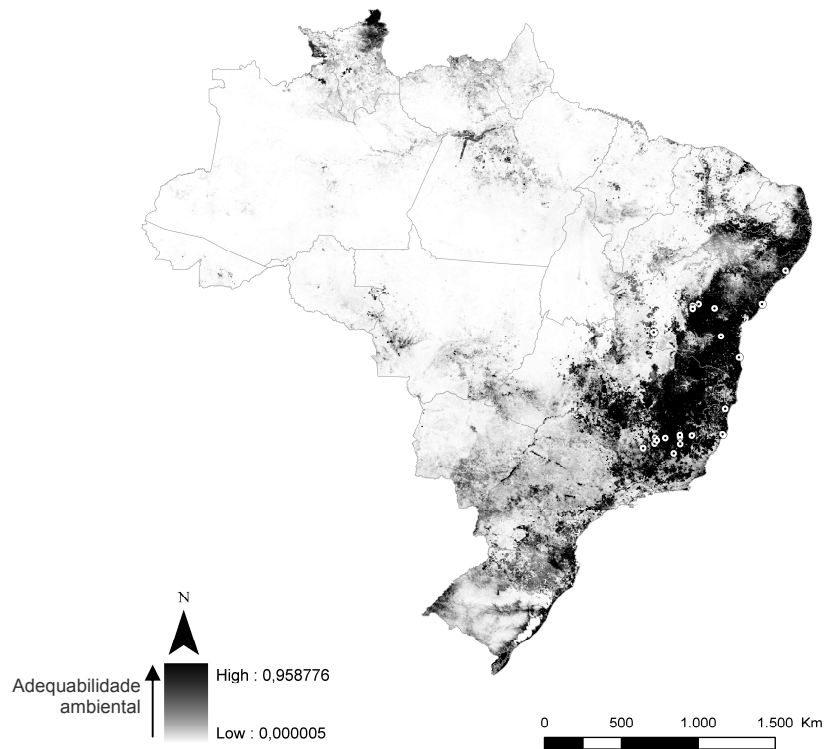 N
Adequabilidade
ambiental
High : 0,958776
Low : 0,000005
0 500 1.000 1.500 Km